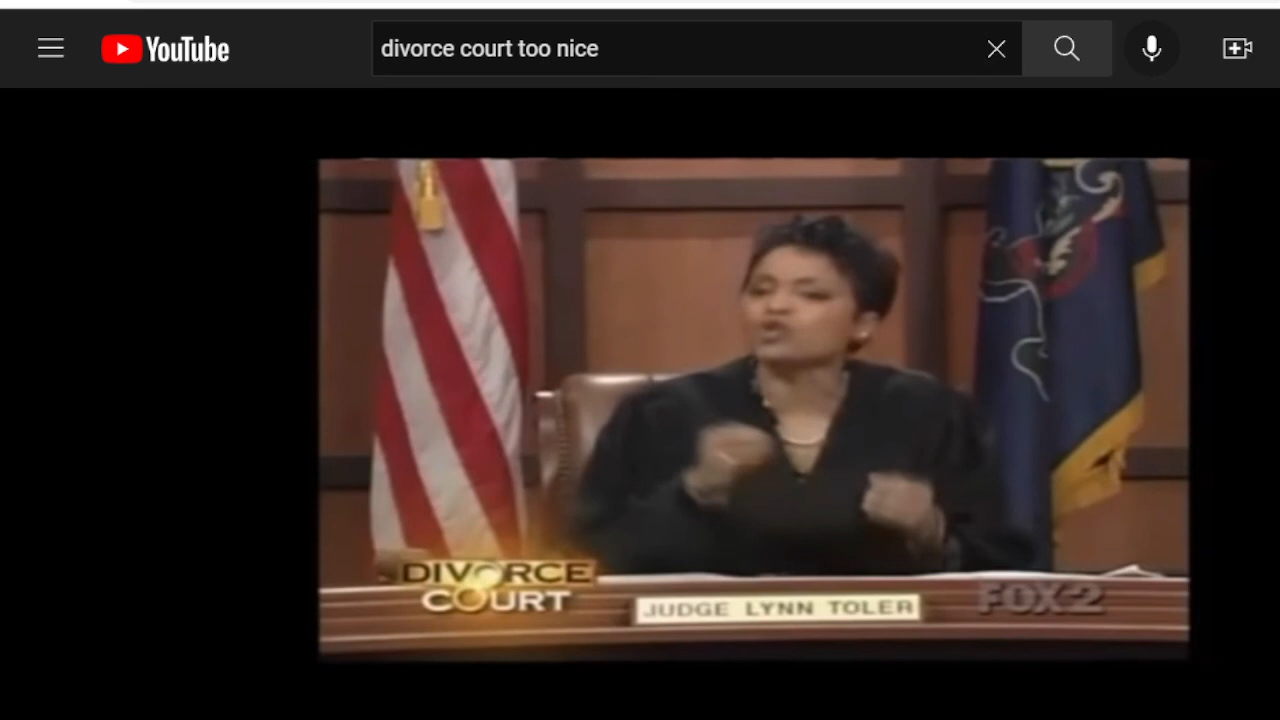 YouTube
divorce court too nice
DIVORCE
COURT
JUDGE LYNN TOLER
FOX 2